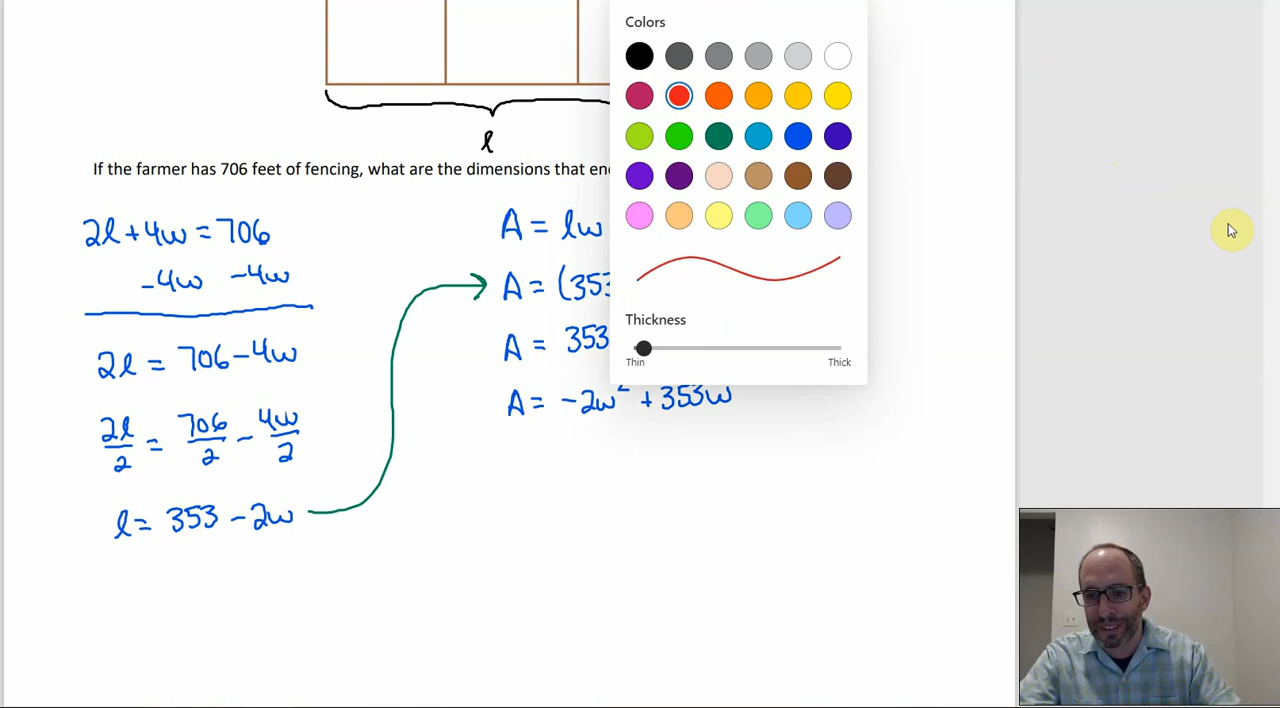 Colors
l
If the farmer has 706 feet of fencing, what are the dimensions that
2l + 4w = 706
-4w -4w
2l = 706 - 4w
2l/2 = 706/2 - 4w/2
l = 353 - 2w
A = lw
A = (353
A = 353
A = -2w² + 353w
Thickness
Thin Thick